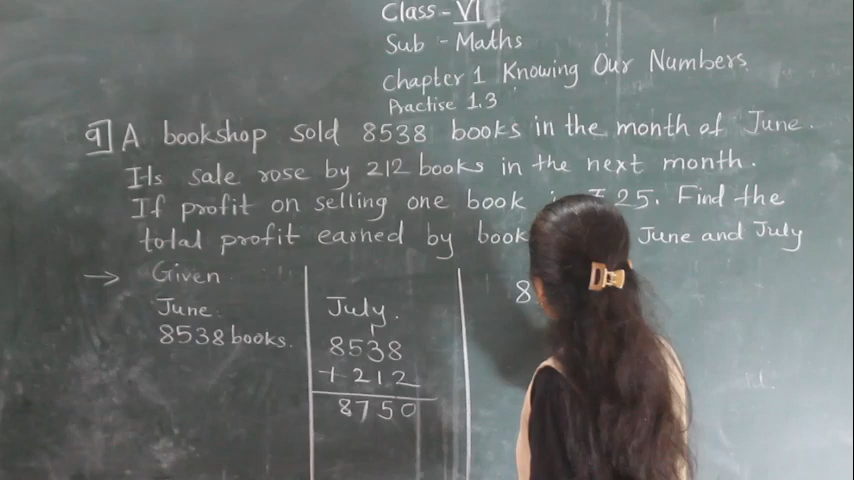 Class - VI
Sub - Maths
Chapter 1 Knowing Our Numbers
Practise 1.3
9] A bookshop sold 8538 books in the month of June.
Its sale rose by 212 books in the next month.
If profit on selling one book ₹ 25. Find the
total profit earned by book June and July
→ Given
June
8538 books.
July.
8538
+ 212
8750
8